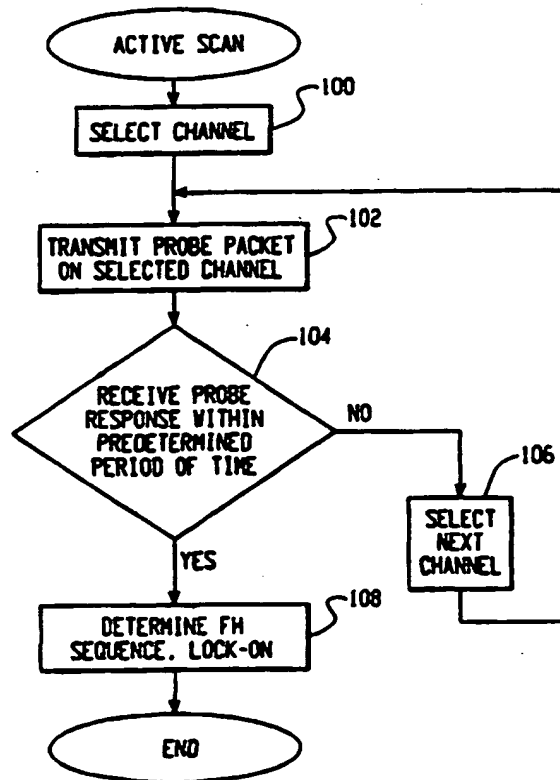 ACTIVE SCAN
100
SELECT CHANNEL
102
TRANSMIT PROBE PACKET
ON SELECTED CHANNEL
104
RECEIVE PROBE
RESPONSE WITHIN
PREDETERMINED
PERIOD OF TIME
NO
106
SELECT
NEXT
CHANNEL
YES
108
DETERMINE FH
SEQUENCE. LOCK-ON
END